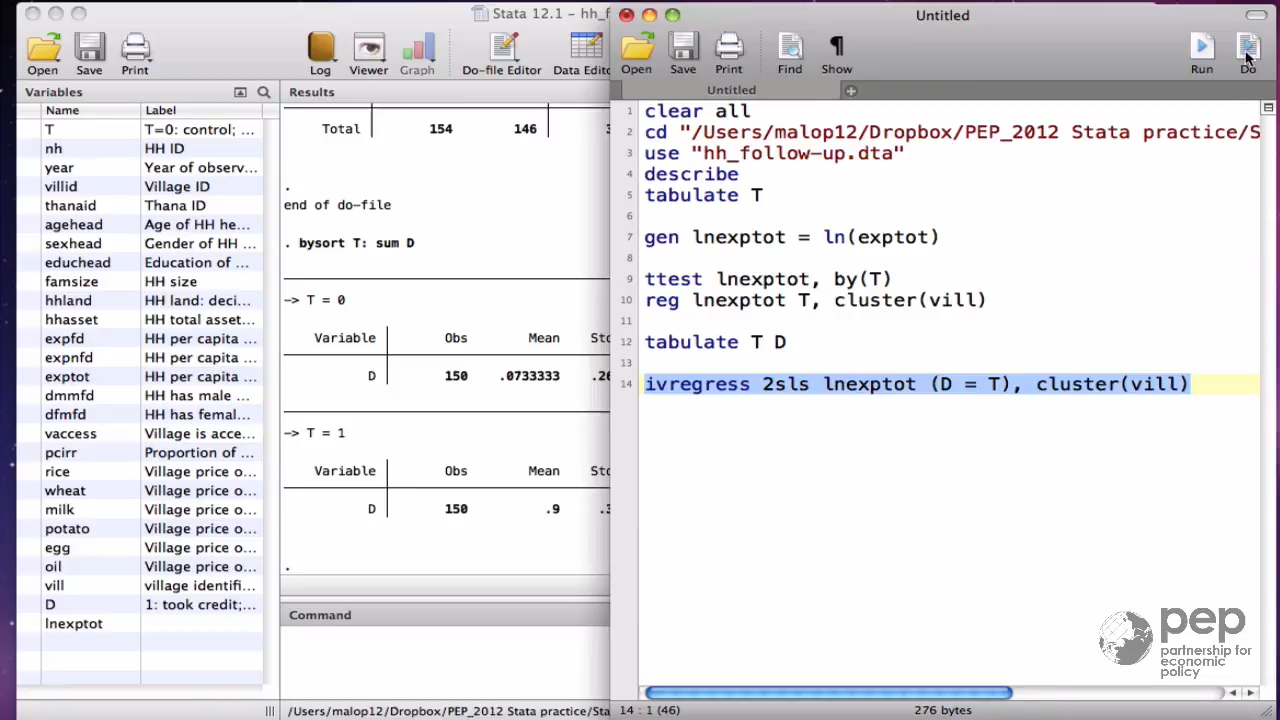 Stata 12.1 – hh_f
Open
Save
Print
Log
Viewer
Graph
Do-file Editor
Data Edito
Variables
Name Label
T T=0: control; ...
nh HH ID
year Year of observ...
villid Village ID
thanaid Thana ID
agehead Age of HH he...
sexhead Gender of HH ...
educhead Education of ...
famsize HH size
hhland HH land: deci...
hhasset HH total asset...
expfd HH per capita ...
expnfd HH per capita ...
exptot HH per capita ...
dmmfd HH has male ...
dfmfd HH has femal...
vaccess Village is acce...
pcirr Proportion of ...
rice Village price o...
wheat Village price o...
milk Village price o...
potato Village price o...
egg Village price o...
oil Village price o...
vill village identifi...
D 1: took credit;...
lnexptot
Results
Total 154 146
.
end of do-file
. bysort T: sum D
-> T = 0
Variable Obs Mean Std
D 150 .0733333 .26
-> T = 1
Variable Obs Mean Std
D 150 .9 .3
.
Command
/Users/malop12/Dropbox/PEP_2012 Stata practice/Sta
Untitled
Open
Save
Print
Find
Show
Run
Do
Untitled
1 clear all
2 cd "/Users/malop12/Dropbox/PEP_2012 Stata practice/S
3 use "hh_follow-up.dta"
4 describe
5 tabulate T
6
7 gen lnexptot = ln(exptot)
8
9 ttest lnexptot, by(T)
10 reg lnexptot T, cluster(vill)
11
12 tabulate T D
13
14 ivregress 2sls lnexptot (D = T), cluster(vill)
pep
partnership for
economic
policy
14 : 1 (46) 276 bytes